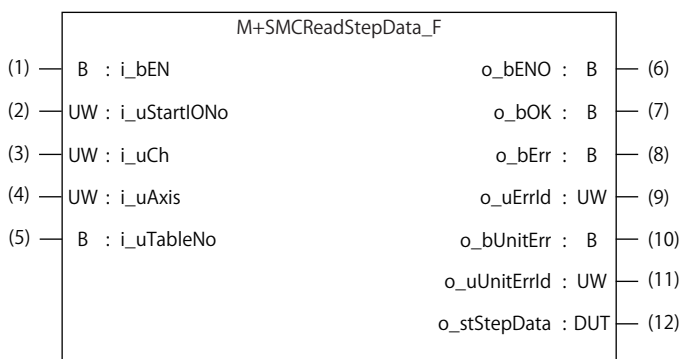 M+SMCReadStepData_F
(1) B : i_bEN o_bENO : B (6)
(2) UW : i_uStartIONo o_bOK : B (7)
(3) UW : i_uCh o_bErr : B (8)
(4) UW : i_uAxis o_uErrId : UW (9)
(5) B : i_uTableNo o_bUnitErr : B (10)
o_uUnitErrId : UW (11)
o_stStepData : DUT (12)